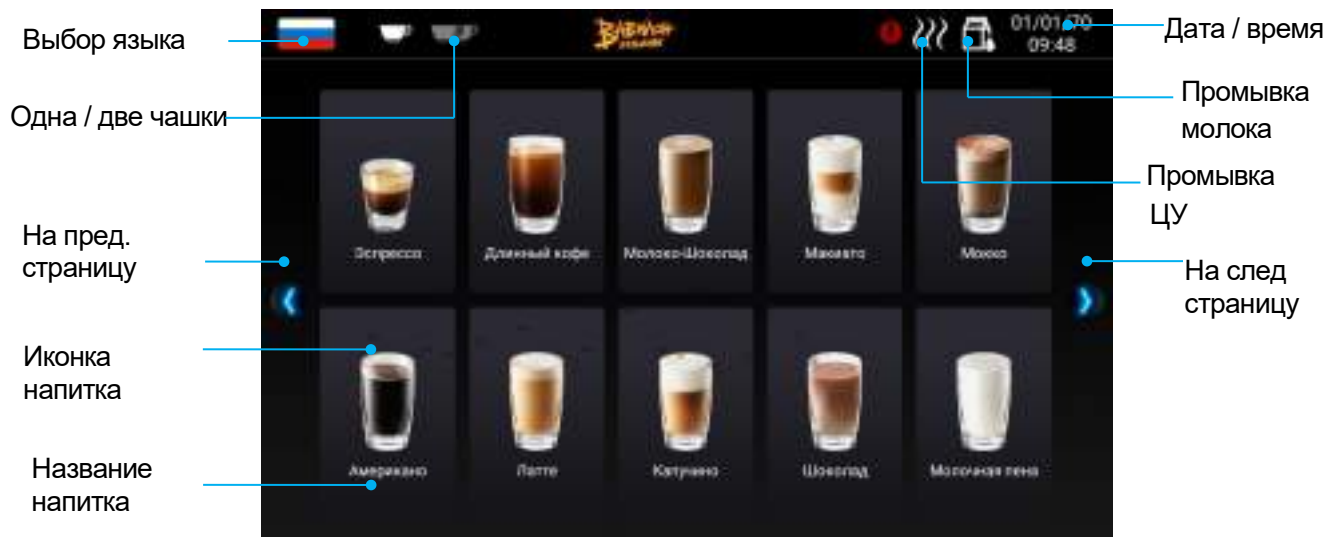 Выбор языка
01/01/70
09:48
Дата / время
Одна / две чашки
Промывка
молока
Промывка
ЦУ
На пред.
страницу
Эспрессо
Длинный кофе
Молоко-Шоколад
Макиато
Мокко
На след
страницу
Иконка
напитка
Американо
Латте
Капучино
Шоколад
Молочная пена
Название
напитка